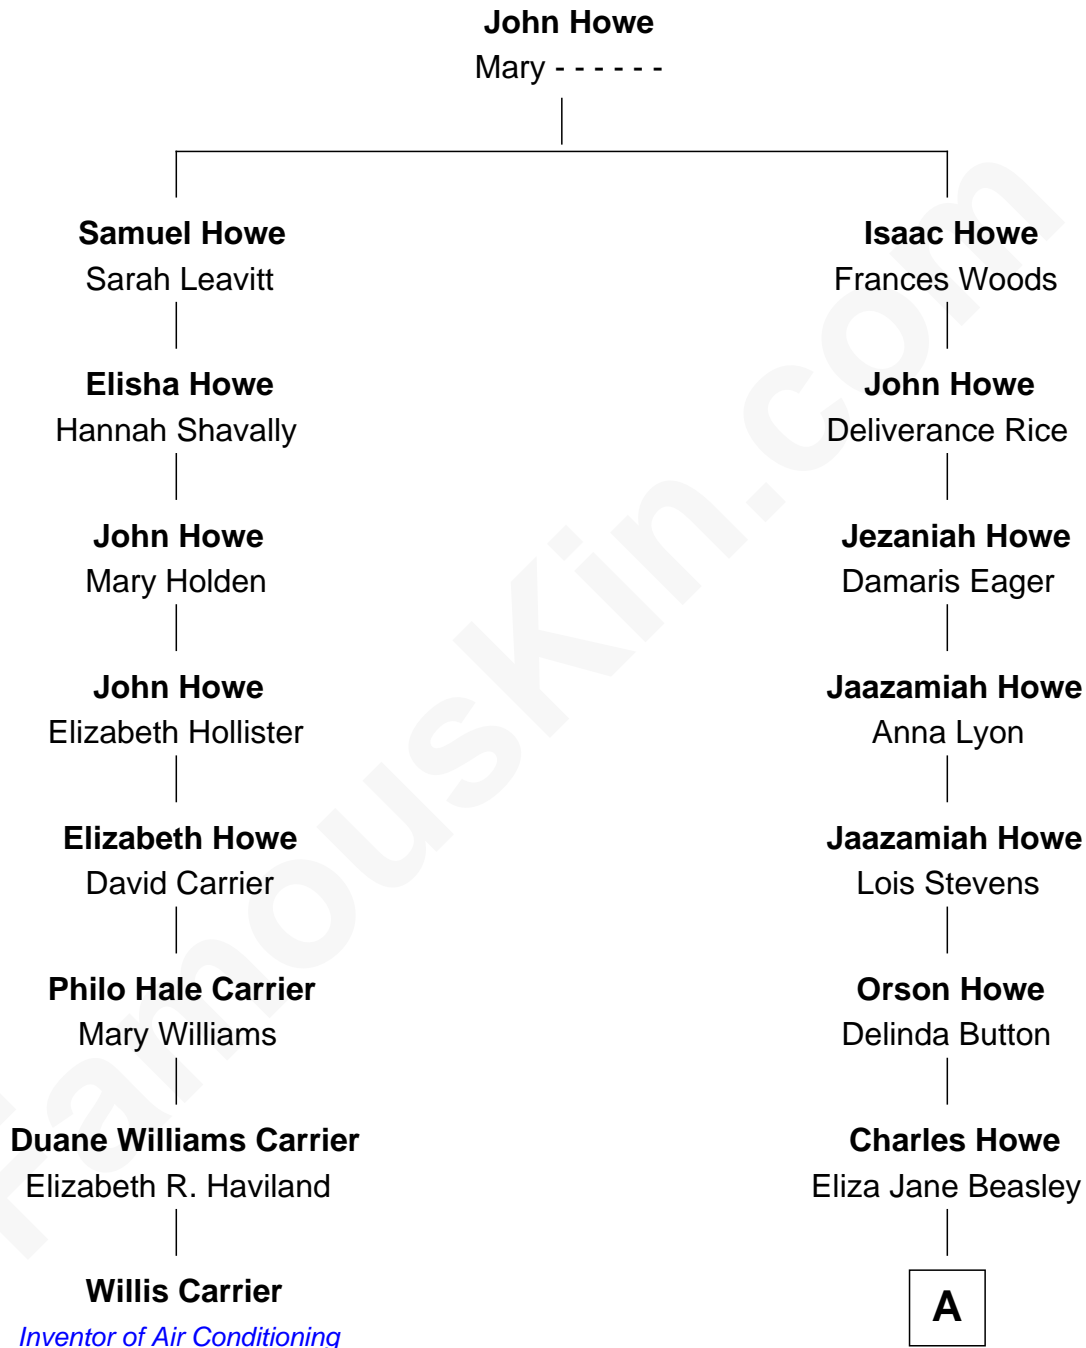 John Howe
Mary - - - - - -
Samuel Howe
Sarah Leavitt
Isaac Howe
Frances Woods
Elisha Howe
Hannah Shavally
John Howe
Deliverance Rice
John Howe
Mary Holden
Jezaniah Howe
Damaris Eager
John Howe
Elizabeth Hollister
Jaazamiah Howe
Anna Lyon
Elizabeth Howe
David Carrier
Jaazamiah Howe
Lois Stevens
Philo Hale Carrier
Mary Williams
Orson Howe
Delinda Button
Duane Williams Carrier
Elizabeth R. Haviland
Charles Howe
Eliza Jane Beasley
Willis Carrier
Inventor of Air Conditioning
A
FamousKin.com